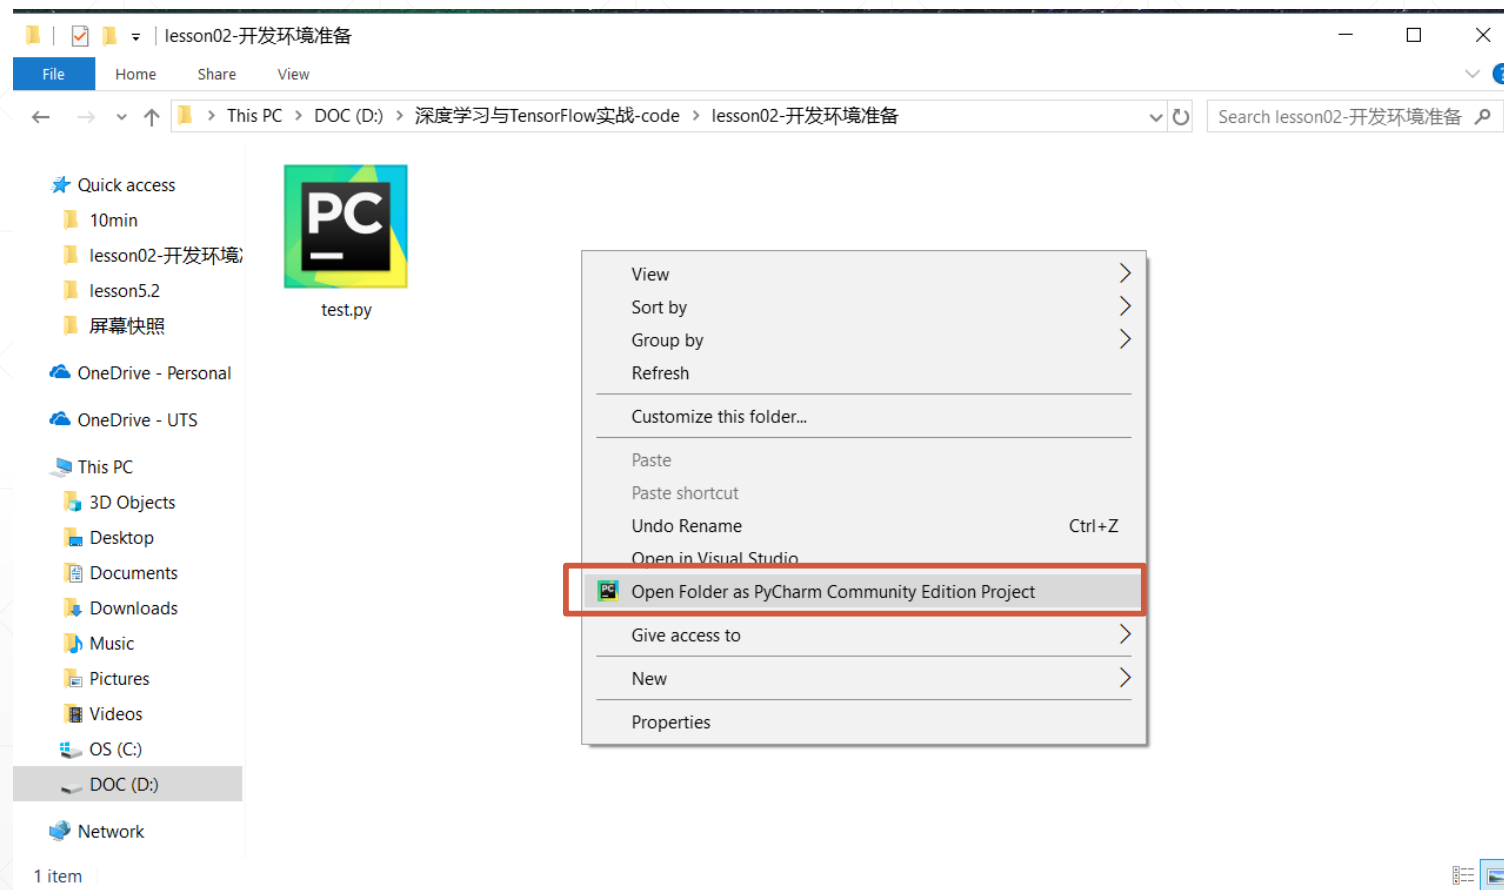 lesson02-开发环境准备
File Home Share View
This PC > DOC (D:) > 深度学习与TensorFlow实战-code > lesson02-开发环境准备
Search lesson02-开发环境准备
Quick access
10min
lesson02-开发环境
lesson5.2
屏幕快照
OneDrive - Personal
OneDrive - UTS
This PC
3D Objects
Desktop
Documents
Downloads
Music
Pictures
Videos
OS (C:)
DOC (D:)
Network
1 item
PC
test.py
View
Sort by
Group by
Refresh
Customize this folder...
Paste
Paste shortcut
Undo Rename Ctrl+Z
Open in Visual Studio
PC Open Folder as PyCharm Community Edition Project
Give access to
New
Properties